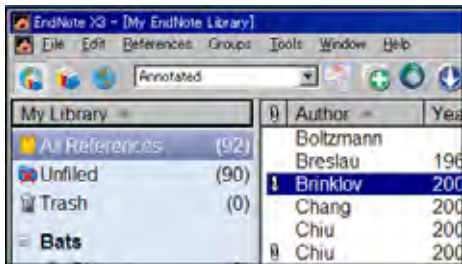 EndNote X3 - [My EndNote Library]
File Edit References Groups Tools Window Help
Annotated
My Library Author Yea
All References (92) Boltzmann
Unfiled (90) Breslau 196
Trash (0) Brinklov 200
Chang 200
Bats Chiu 200
Chiu 200